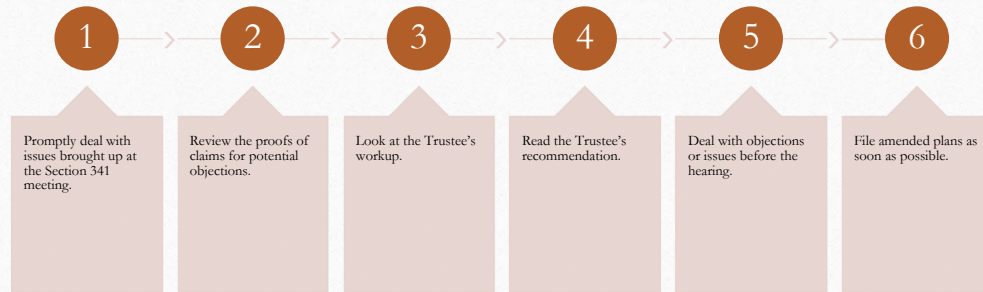 1
2
3
4
5
6
Promptly deal with
issues brought up at
the Section 341
meeting.
Review the proofs of
claims for potential
objections.
Look at the Trustee's
workup.
Read the Trustee's
recommendation.
Deal with objections
or issues before the
hearing.
File amended plans as
soon as possible.